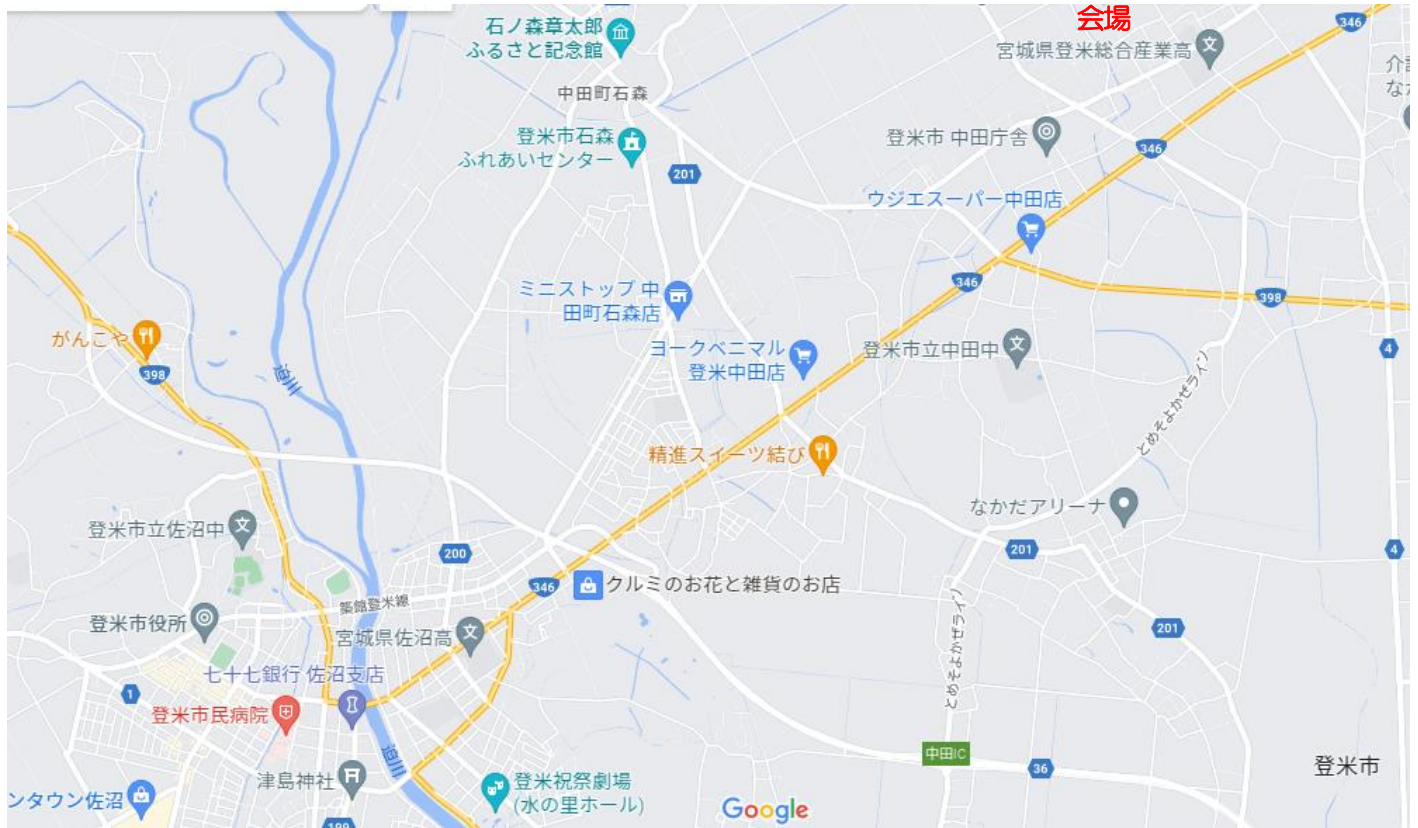 会場
346
石ノ森章太郎
ふるさと記念館
宮城県登米総合産業高
中田町石森
登米市石森
ふれあいセンター
登米市 中田庁舎
346
201
ウジエスーパー中田店
346
398
ミニストップ 中
田町石森店
がんこや
398
迫川
ヨークベニマル
登米中田店
登米市立中田中
4
とめそよかぜライン
精進スイーツ結び
なかだアリーナ
登米市立佐沼中
200
201
4
346
クルミのお花と雑貨のお店
築館登米線
登米市役所
宮城県佐沼高
201
とめそよかぜライン
七十七銀行 佐沼支店
1
登米市民病院
迫川
中田IC
36
登米市
津島神社
登米祝祭劇場
(水の里ホール)
ンタウン佐沼
Google